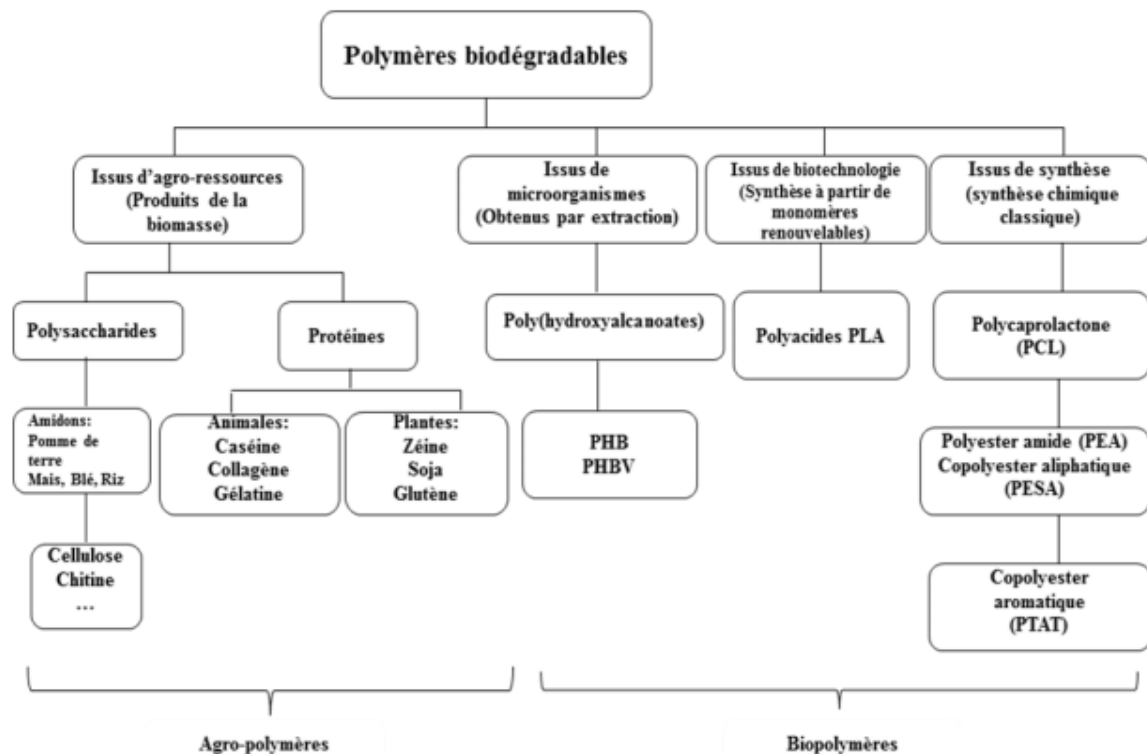 Polymères biodégradables
Issus d'agro-ressources
(Produits de la
biomasse)
Issus de
microorganismes
(Obtenus par extraction)
Issus de biotechnologie
(Synthèse à partir de
monomères
renouvelables)
Issus de synthèse
(synthèse chimique
classique)
Polysaccharides
Protéines
Poly(hydroxyalcanoates)
Polyacides PLA
Polycaprolactone
(PCL)
Amidons:
Pomme de
terre
Mais, Blé, Riz
Animales:
Caséine
Collagène
Gélatine
Plantes:
Zéine
Soja
Glutène
PHB
PHBV
Polyester amide (PEA)
Copolyester aliphatique
(PESA)
Cellulose
Chitine
...
Copolyester
aromatique
(PTAT)
Agro-polymères
Biopolymères